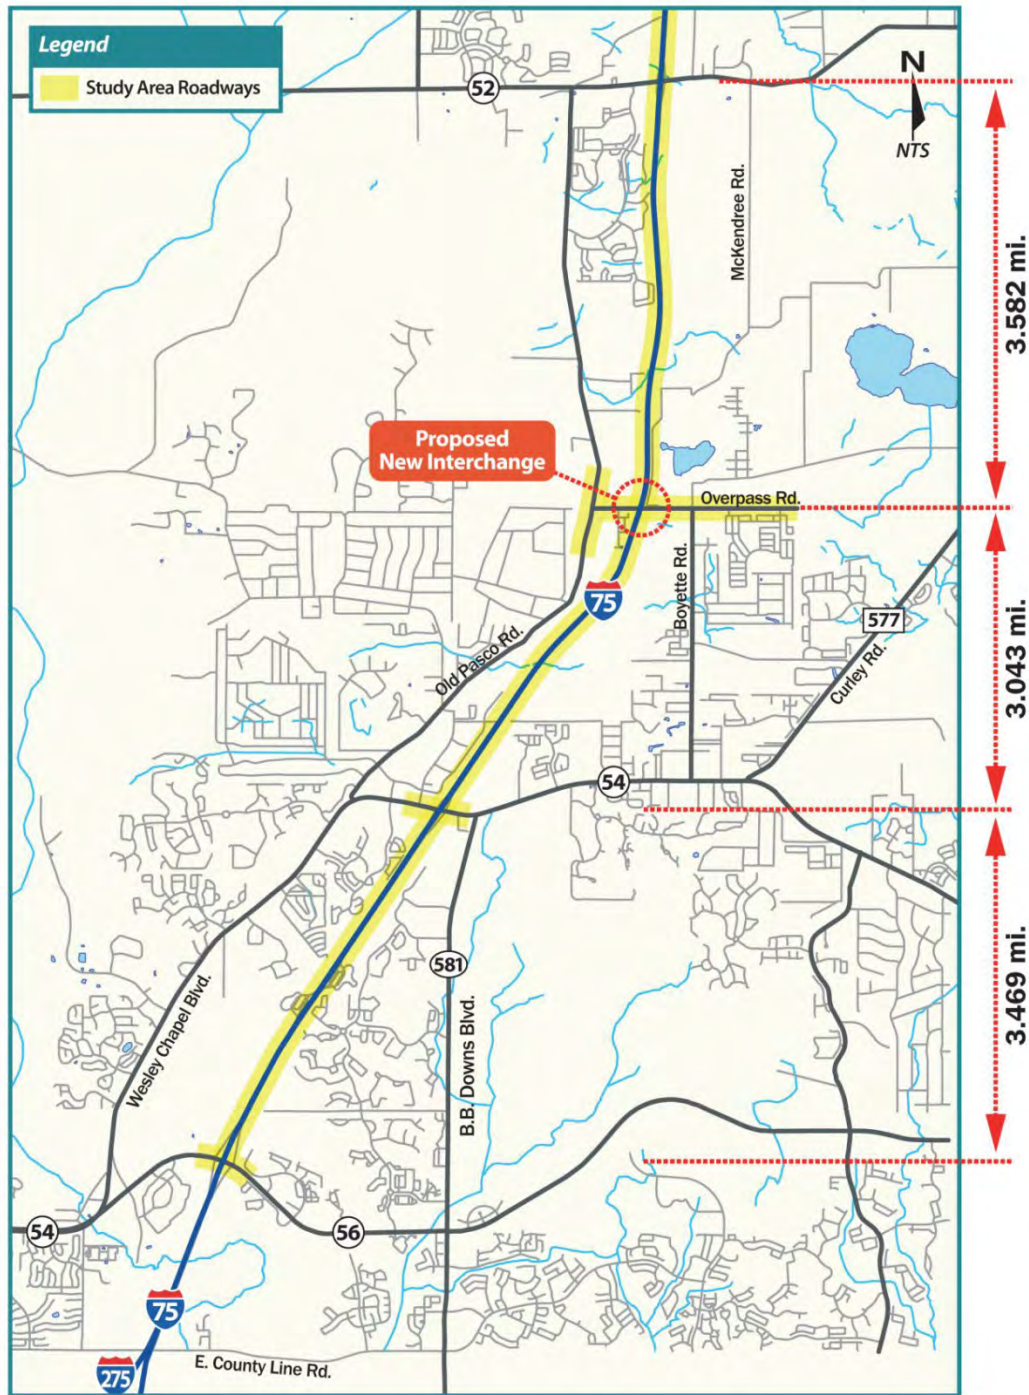 Legend
Study Area Roadways
52
N
NTS
McKendree Rd.
3.582 mi.
Proposed
New Interchange
Overpass Rd.
75
Boyette Rd.
577
Old Pasco Rd.
Curley Rd.
3.043 mi.
54
581
Wesley Chapel Blvd.
B.B. Downs Blvd.
3.469 mi.
54
56
75
E. County Line Rd.
275